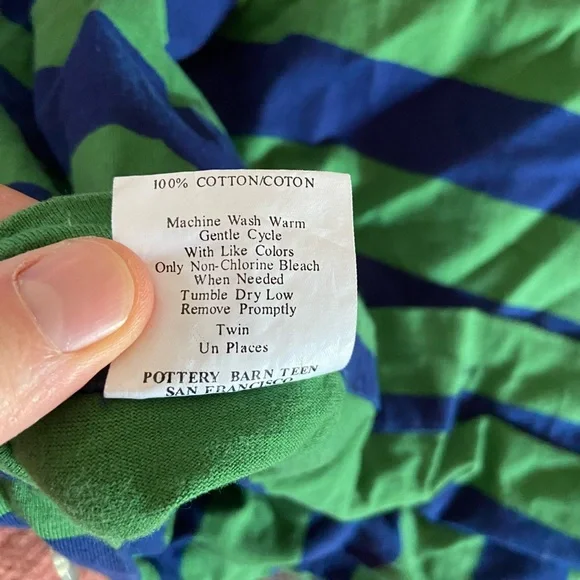 100% COTTON/COTON
Machine Wash Warm
Gentle Cycle
With Like Colors
Only Non-Chlorine Bleach
When Needed
Tumble Dry Low
Remove Promptly
Twin
Un Places
POTTERY BARN TEEN
SAN FRANCISCO